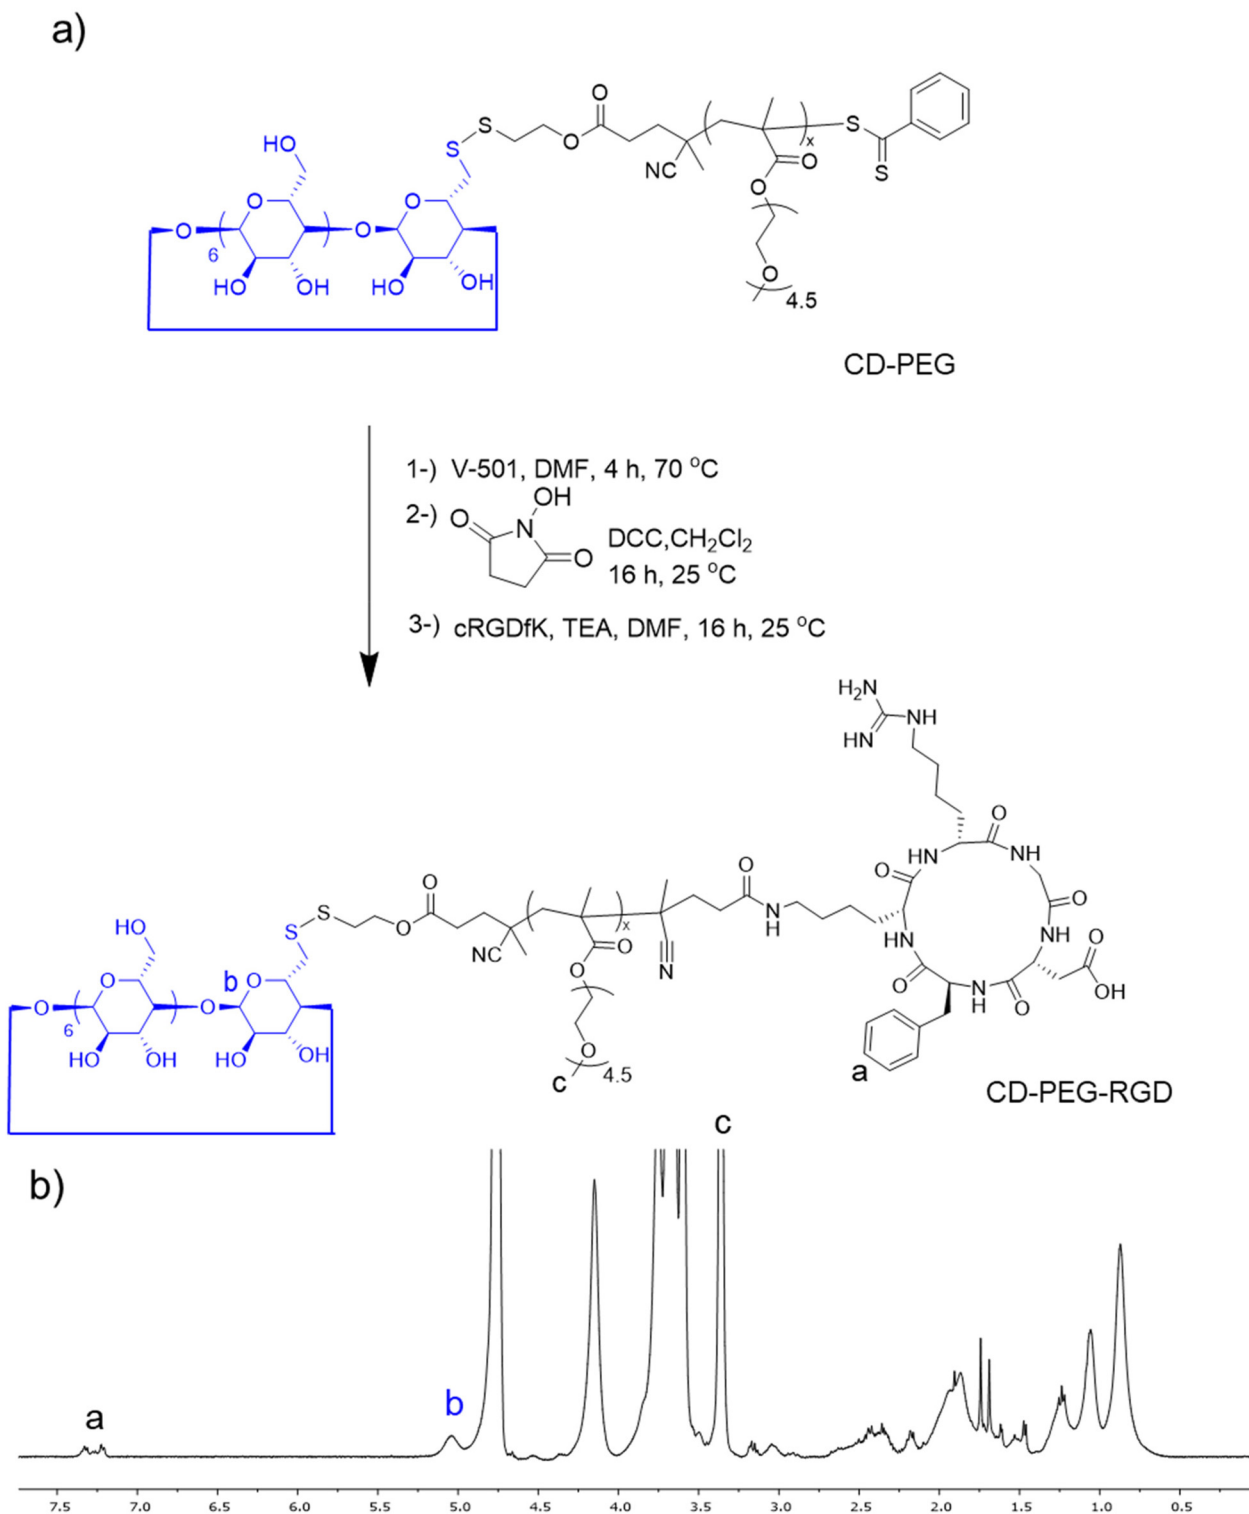 a)
O
S
S
O
NC
x
O
O
S
S
O
4.5
HO
O
O
6
O
O
HO
OH
HO
OH
CD-PEG
1-) V-501, DMF, 4 h, 70 °C
2-)
OH
O
N
O
DCC,CH₂Cl₂
16 h, 25 °C
3-) cRGDfK, TEA, DMF, 16 h, 25 °C
H₂N
NH
HN
O
HN
NH
O
O
O
O
N
H
O
NH
HN
O
OH
O
N
H
O
S
S
O
NC
x
O
O
N
O
4.5
c
HO
b
O
O
O
6
O
HO
OH
HO
OH
a
CD-PEG-RGD
b)
c
a
b
7.5 7.0 6.5 6.0 5.5 5.0 4.5 4.0 3.5 3.0 2.5 2.0 1.5 1.0 0.5